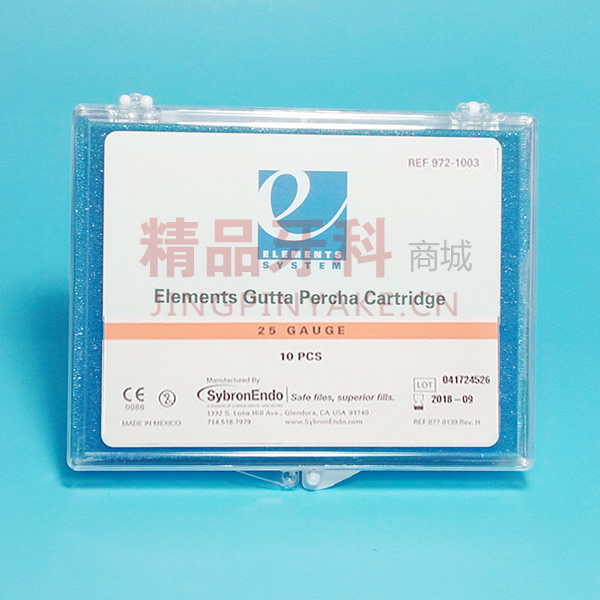 REF 972-1003
e
ELEMENTS
SYSTEM
精品牙科 商城
JINGPINYAKE.CN
Elements Gutta Percha Cartridge
25 GAUGE
10 PCS
CE
0086
2
MADE IN MEXICO
Manufactured By:
SybronEndo Safe files, superior fills.
1332 S. Lone Hill Ave., Glendora, CA USA 91740
714.516.7979 www.SybronEndo.com
LOT 041724526
2018-09
REF 077-0139 Rev. H